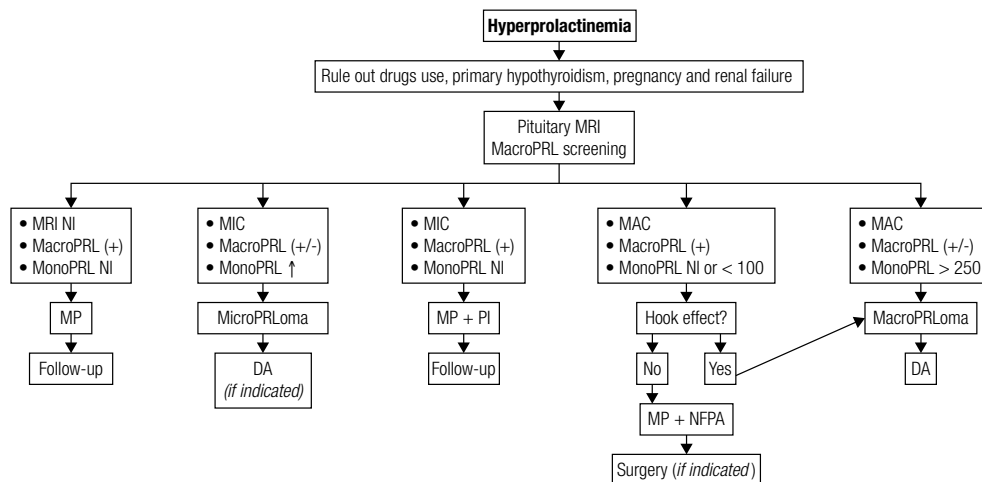 Hyperprolactinemia
Rule out drugs use, primary hypothyroidism, pregnancy and renal failure
Pituitary MRI
MacroPRL screening
• MRI Nl
• MacroPRL (+)
• MonoPRL Nl
MP
Follow-up
• MIC
• MacroPRL (+/-)
• MonoPRL ↑
MicroPRLoma
DA
(if indicated)
• MIC
• MacroPRL (+)
• MonoPRL Nl
MP + PI
Follow-up
• MAC
• MacroPRL (+)
• MonoPRL Nl or < 100
Hook effect?
No
Yes
MP + NFPA
Surgery (if indicated)
• MAC
• MacroPRL (+/-)
• MonoPRL > 250
MacroPRLoma
DA